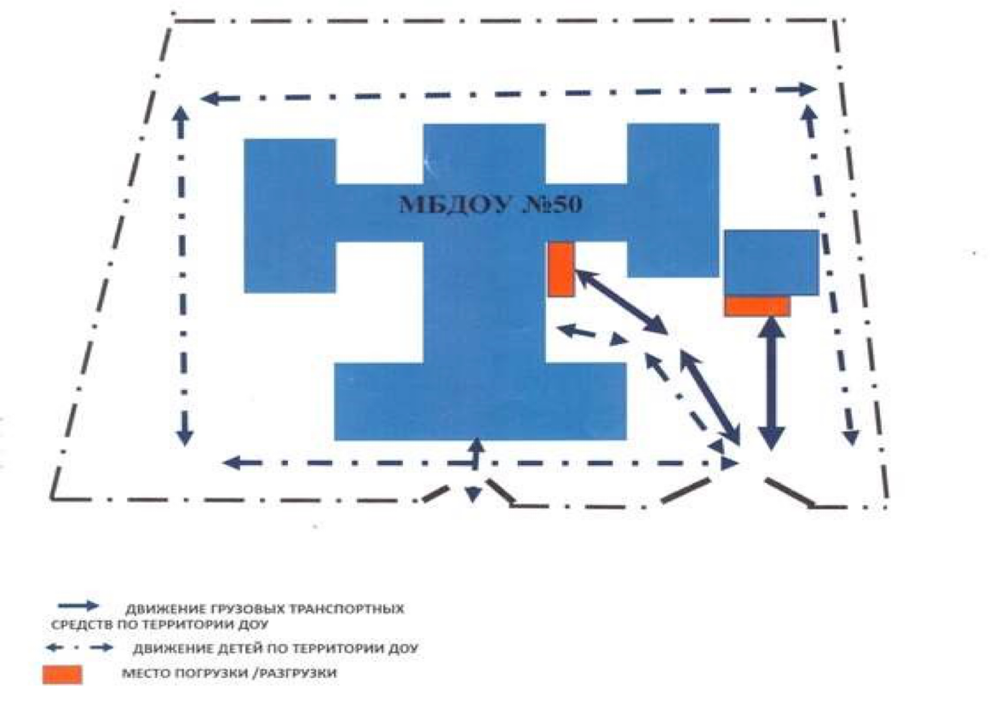 МБДОУ №50
ДВИЖЕНИЕ ГРУЗОВЫХ ТРАНСПОРТНЫХ
СРЕДСТВ ПО ТЕРРИТОРИИ ДОУ
ДВИЖЕНИЕ ДЕТЕЙ ПО ТЕРРИТОРИИ ДОУ
МЕСТО ПОГРУЗКИ /РАЗГРУЗКИ